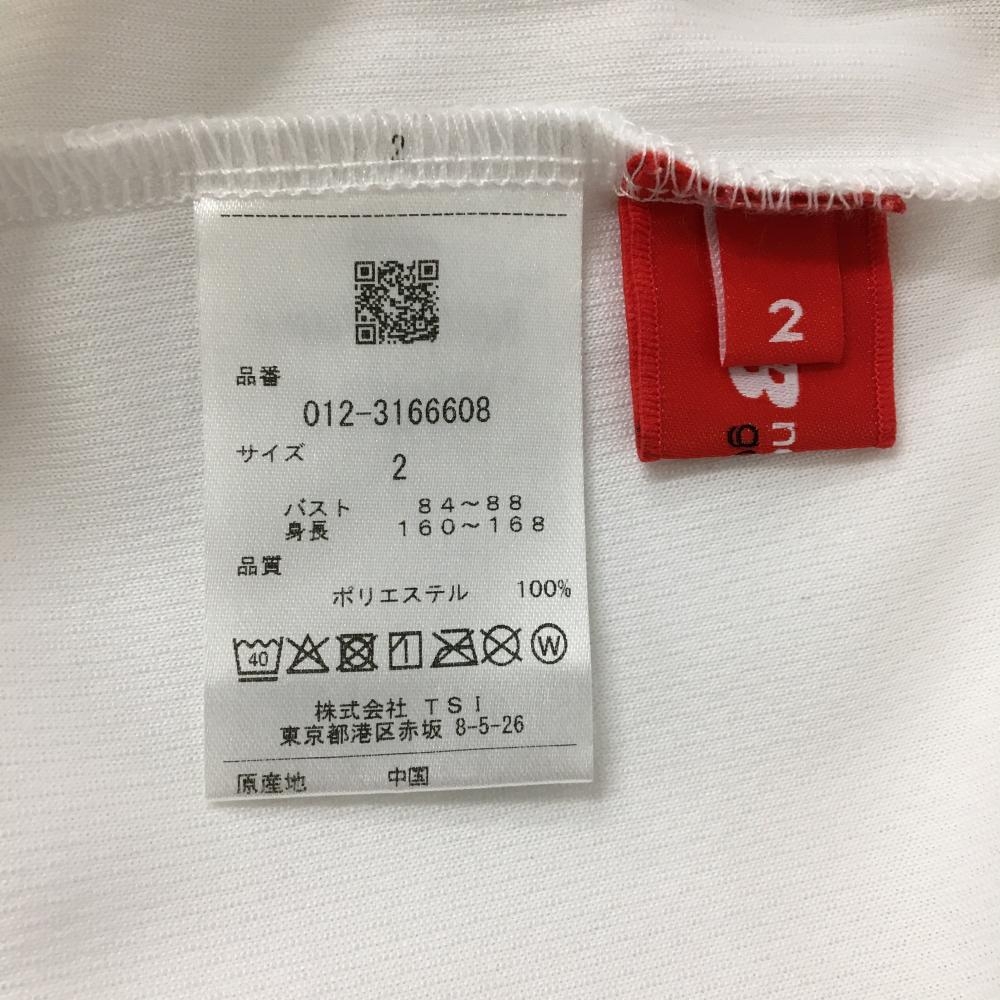 2
品番
012-3166608
サイズ
2
バスト 84〜88
身長 160〜168
品質
ポリエステル 100%
40
W
株式会社 TSI
東京都港区赤坂 8-5-26
原産地 中国
2